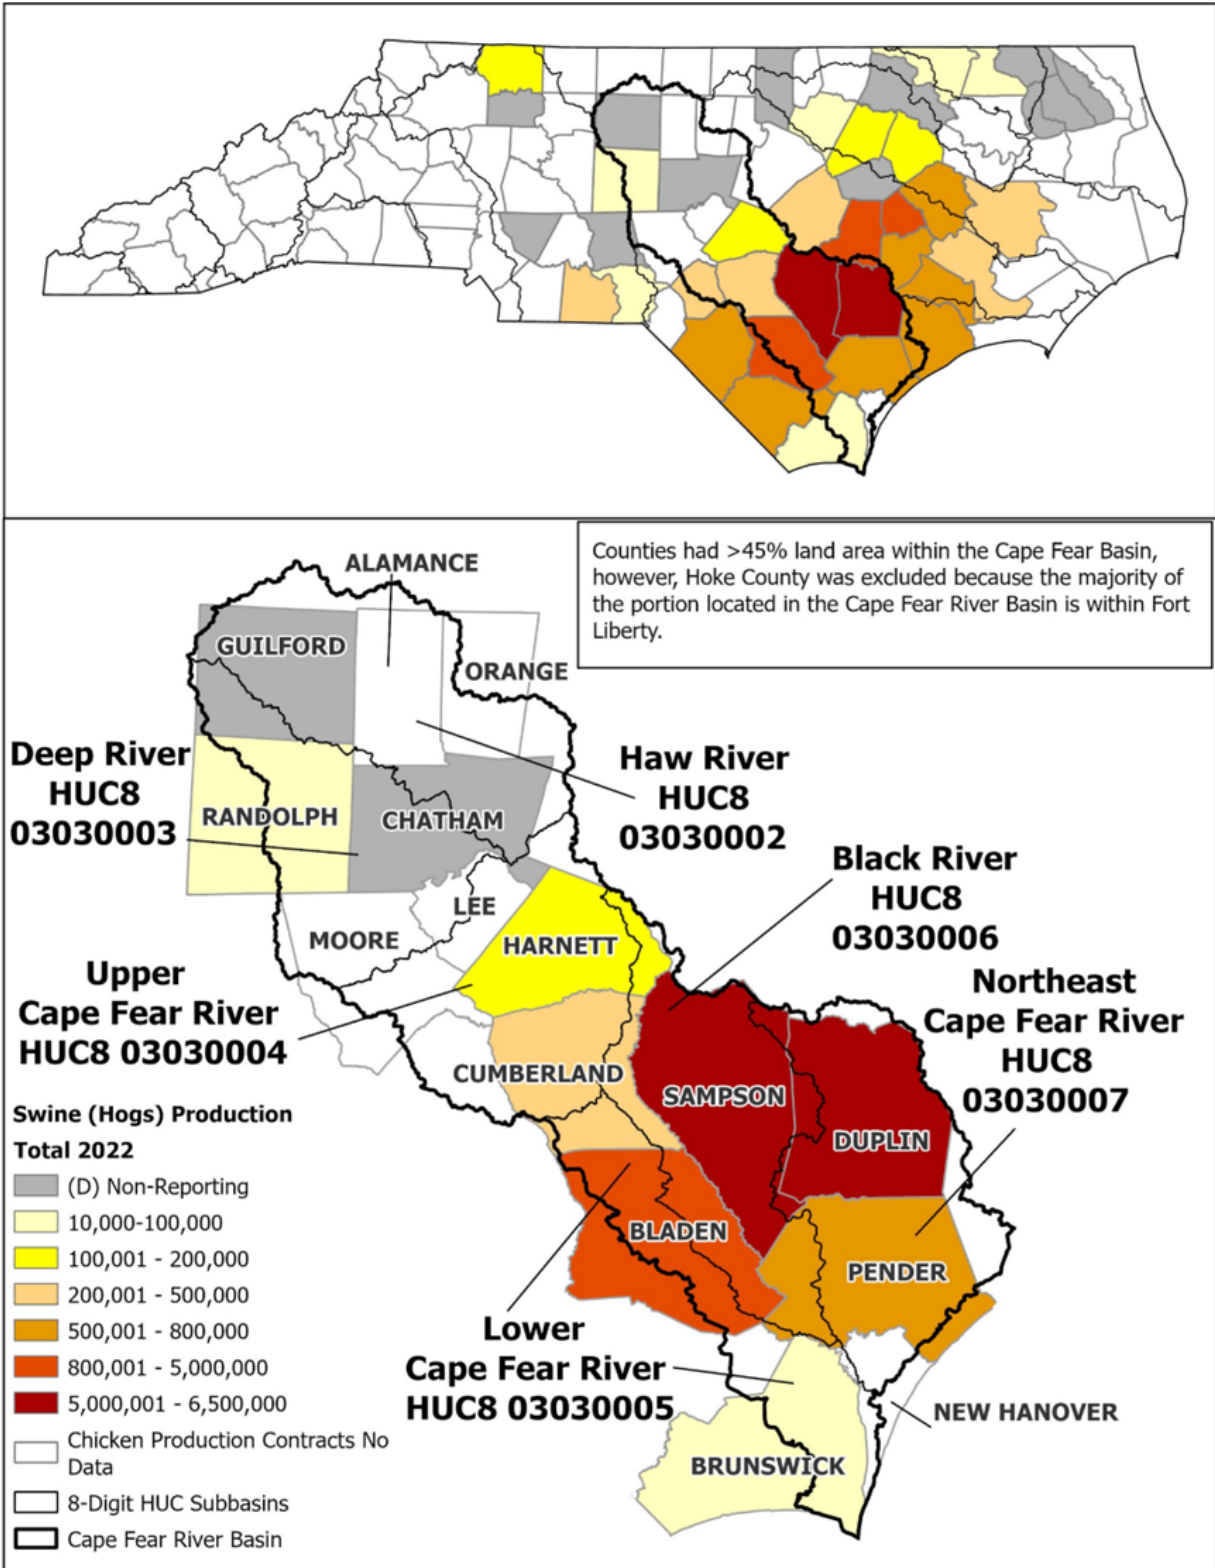 Counties had >45% land area within the Cape Fear Basin,
however, Hoke County was excluded because the majority of
the portion located in the Cape Fear River Basin is within Fort
Liberty.
ALAMANCE
GUILFORD
ORANGE
Deep River
HUC8
03030003
Haw River
HUC8
03030002
RANDOLPH
CHATHAM
Black River
HUC8
03030006
LEE
MOORE
HARNETT
Upper
Cape Fear River
HUC8 03030004
Northeast
Cape Fear River
HUC8
03030007
CUMBERLAND
SAMPSON
DUPLIN
BLADEN
PENDER
Lower
Cape Fear River
HUC8 03030005
NEW HANOVER
BRUNSWICK
Swine (Hogs) Production
Total 2022
(D) Non-Reporting
10,000-100,000
100,001 - 200,000
200,001 - 500,000
500,001 - 800,000
800,001 - 5,000,000
5,000,001 - 6,500,000
Chicken Production Contracts No
Data
8-Digit HUC Subbasins
Cape Fear River Basin